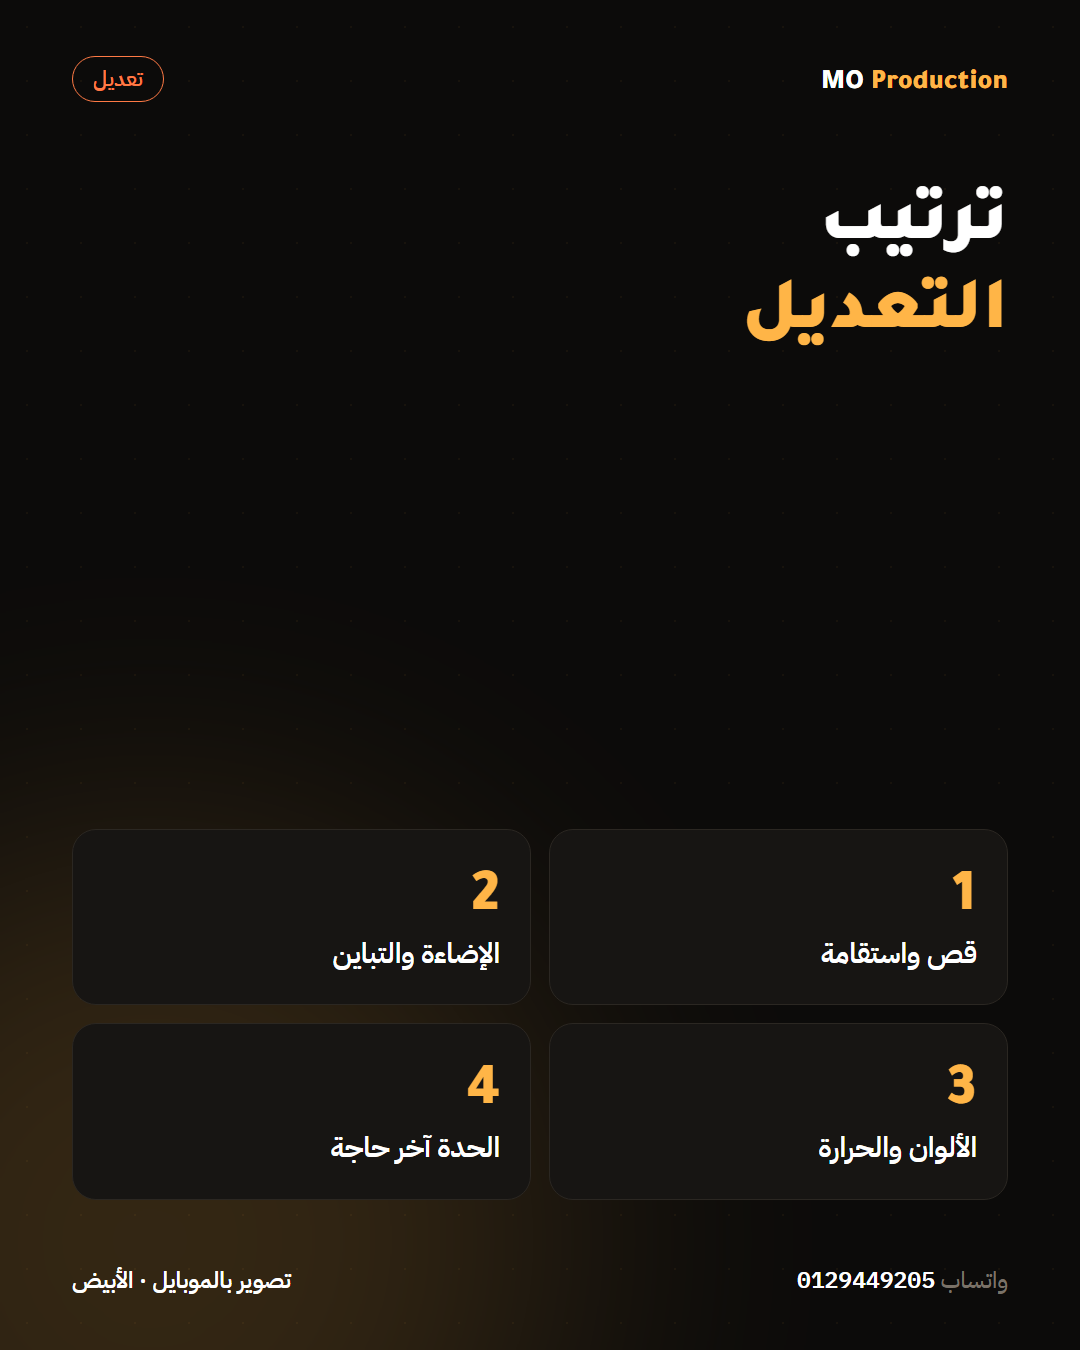 MO Production
تعديل
ترتيب
التعديل
1
قص واستقامة
2
الإضاءة والتباين
3
الألوان والحرارة
4
الحدة آخر حاجة
واتساب 0129449205
تصوير بالموبايل · الأبيض